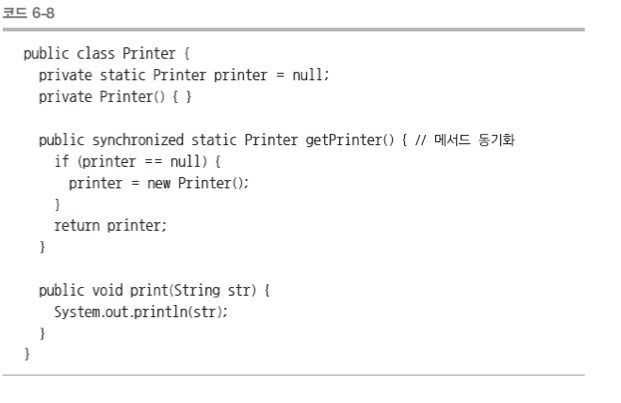 코드 6-8
public class Printer {
private static Printer printer = null;
private Printer() { }
public synchronized static Printer getPrinter() { // 메서드 동기화
if (printer == null) {
printer = new Printer();
}
return printer;
}
public void print(String str) {
System.out.println(str);
}
}